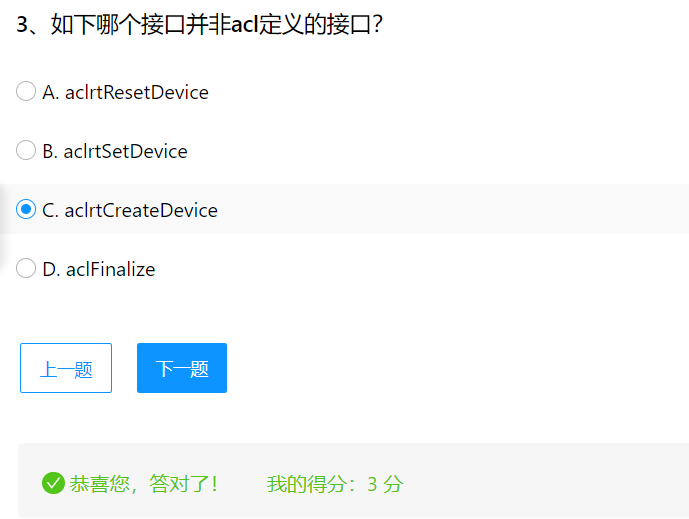 3、如下哪个接口并非acl定义的接口？
A. aclrtResetDevice
B. aclrtSetDevice
C. aclrtCreateDevice
D. aclFinalize
上一题 下一题
恭喜您，答对了！ 我的得分：3 分